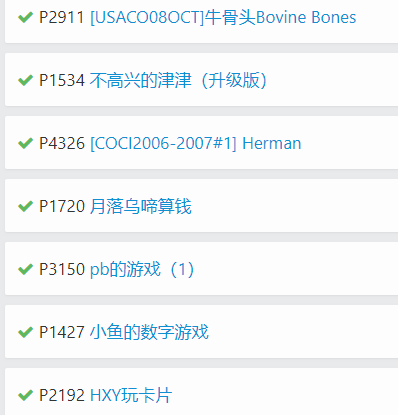 P2911 [USACO08OCT]牛骨头Bovine Bones
P1534 不高兴的津津（升级版）
P4326 [COCI2006-2007#1] Herman
P1720 月落乌啼算钱
P3150 pb的游戏（1）
P1427 小鱼的数字游戏
P2192 HXY玩卡片